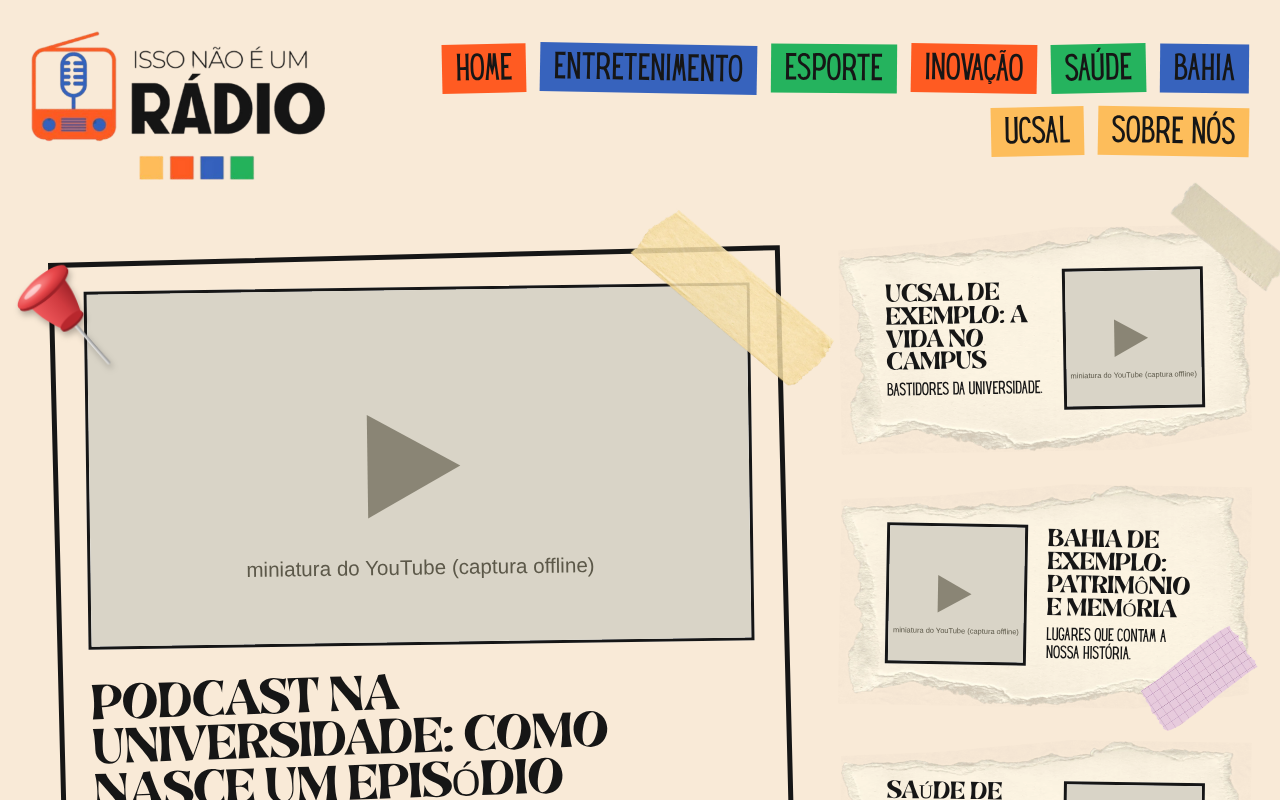 ISSO NÃO É UM
RÁDIO
HOME
ENTRETENIMENTO
ESPORTE
INOVAÇÃO
SAÚDE
BAHIA
UCSAL
SOBRE NÓS
miniatura do YouTube (captura offline)
PODCAST NA
UNIVERSIDADE: COMO
NASCE UM EPISÓDIO
UCSAL DE
EXEMPLO: A
VIDA NO
CAMPUS
BASTIDORES DA UNIVERSIDADE.
miniatura do YouTube (captura offline)
miniatura do YouTube (captura offline)
BAHIA DE
EXEMPLO:
PATRIMÔNIO
E MEMÓRIA
LUGARES QUE CONTAM A
NOSSA HISTÓRIA.
SAÚDE DE